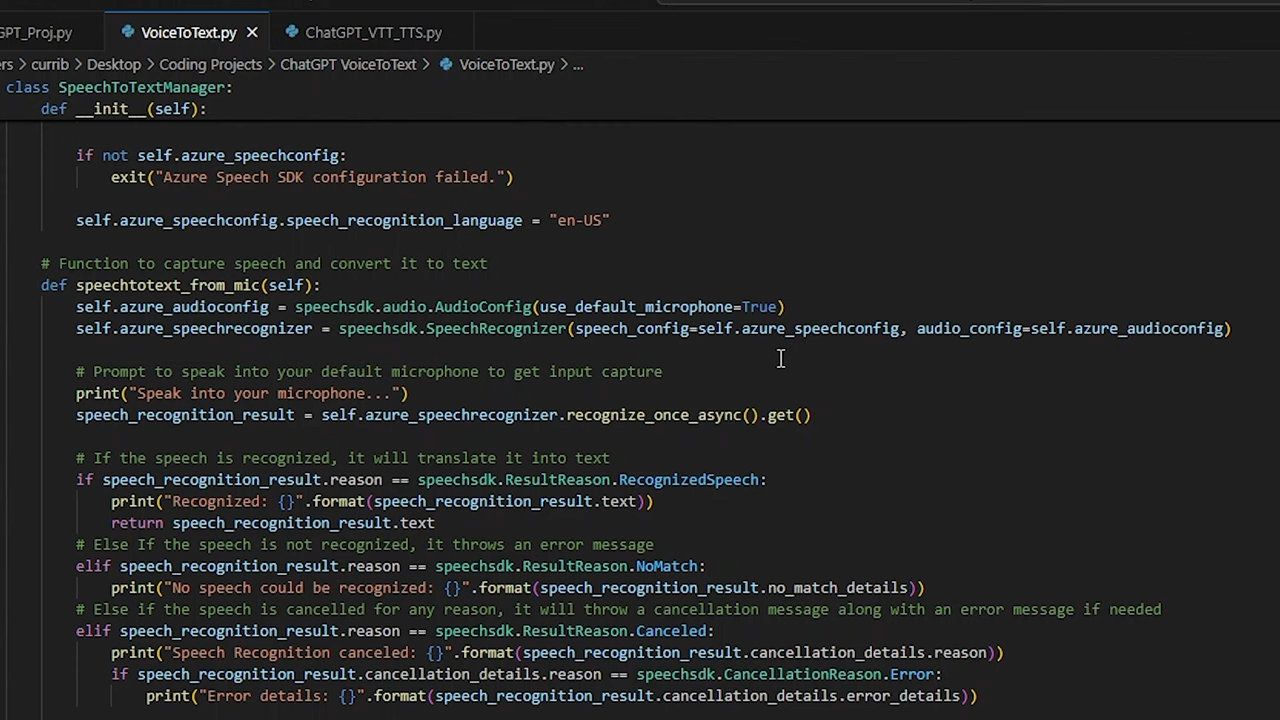 GPT_Proj.py
VoiceToText.py
ChatGPT_VTT_TTS.py
ers > currib > Desktop > Coding Projects > ChatGPT VoiceToText > VoiceToText.py > ...
class SpeechToTextManager:
def __init__(self):
if not self.azure_speechconfig:
exit("Azure Speech SDK configuration failed.")
self.azure_speechconfig.speech_recognition_language = "en-US"
# Function to capture speech and convert it to text
def speechtotext_from_mic(self):
self.azure_audioconfig = speechsdk.audio.AudioConfig(use_default_microphone=True)
self.azure_speechrecognizer = speechsdk.SpeechRecognizer(speech_config=self.azure_speechconfig, audio_config=self.azure_audioconfig)
# Prompt to speak into your default microphone to get input capture
print("Speak into your microphone...")
speech_recognition_result = self.azure_speechrecognizer.recognize_once_async().get()
# If the speech is recognized, it will translate it into text
if speech_recognition_result.reason == speechsdk.ResultReason.RecognizedSpeech:
print("Recognized: {}".format(speech_recognition_result.text))
return speech_recognition_result.text
# Else If the speech is not recognized, it throws an error message
elif speech_recognition_result.reason == speechsdk.ResultReason.NoMatch:
print("No speech could be recognized: {}".format(speech_recognition_result.no_match_details))
# Else if the speech is cancelled for any reason, it will throw a cancellation message along with an error message if needed
elif speech_recognition_result.reason == speechsdk.ResultReason.Canceled:
print("Speech Recognition canceled: {}".format(speech_recognition_result.cancellation_details.reason))
if speech_recognition_result.cancellation_details.reason == speechsdk.CancellationReason.Error:
print("Error details: {}".format(speech_recognition_result.cancellation_details.error_details))